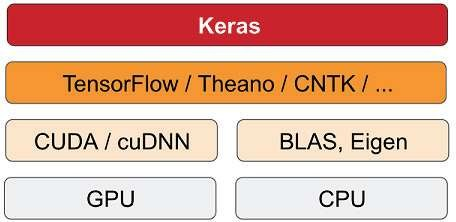 Keras
TensorFlow / Theano / CNTK / ...
CUDA / cuDNN
BLAS, Eigen
GPU
CPU